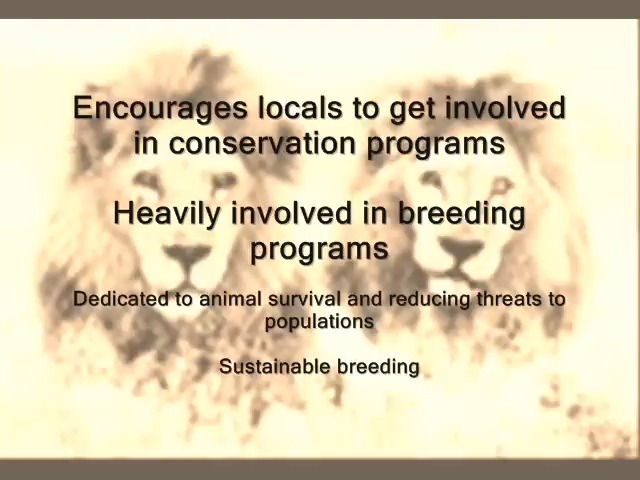 Encourages locals to get involved
in conservation programs
Heavily involved in breeding
programs
Dedicated to animal survival and reducing threats to
populations
Sustainable breeding